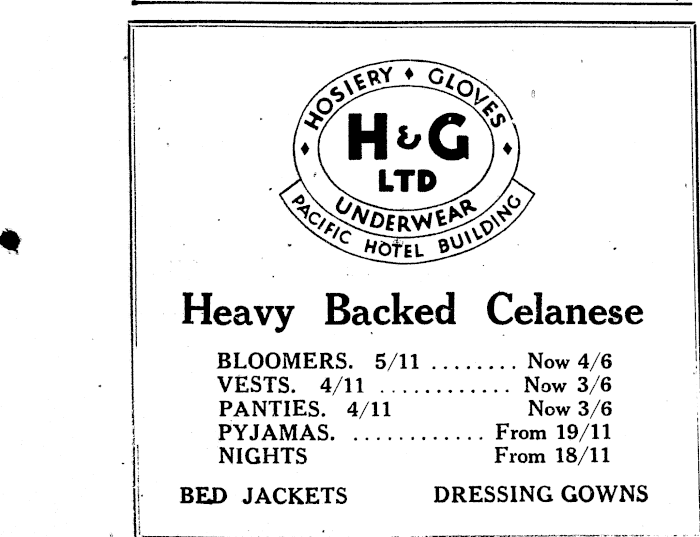 HOSIERY ♦ GLOVES
H & G
LTD
UNDERWEAR
PACIFIC HOTEL BUILDING
Heavy Backed Celanese
BLOOMERS. 5/11 ........ Now 4/6
VESTS. 4/11 ............ Now 3/6
PANTIES. 4/11 Now 3/6
PYJAMAS. ............ From 19/11
NIGHTS From 18/11
BED JACKETS DRESSING GOWNS